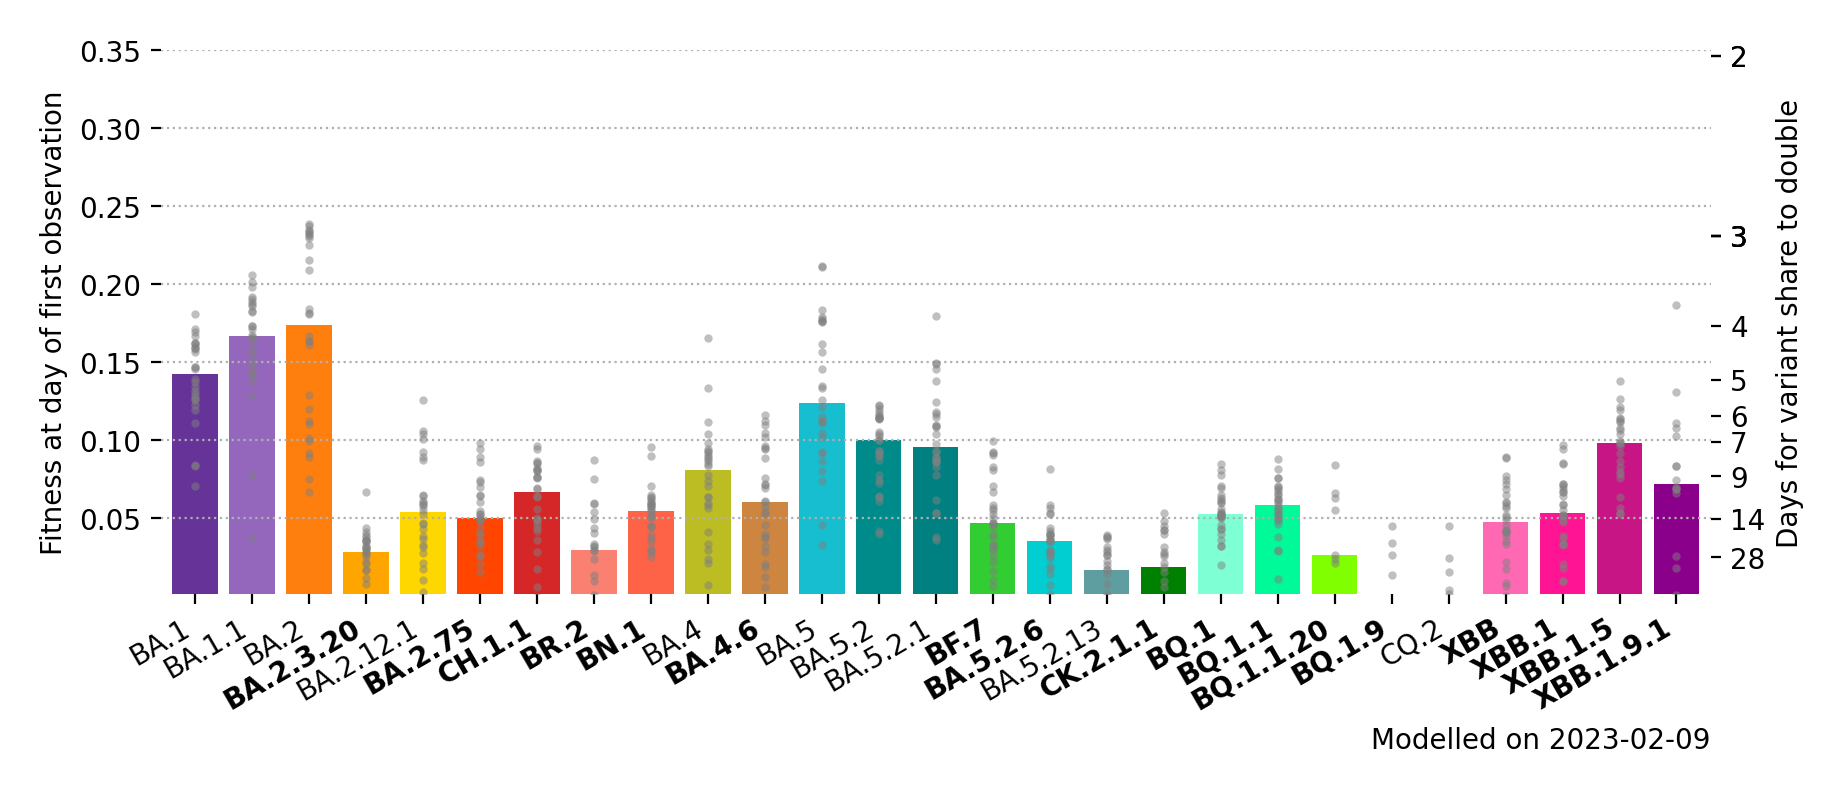 Fitness at day of first observation
0.35
0.30
0.25
0.20
0.15
0.10
0.05
2
3
4
5
6
7
9
14
28
Days for variant share to double
BA.1
BA.1.1
BA.2
BA.2.3.20
BA.2.12.1
BA.2.75
CH.1.1
BR.2
BN.1
BA.4
BA.4.6
BA.5
BA.5.2
BA.5.2.1
BF.7
BA.5.2.6
BA.5.2.13
CK.2.1.1
BQ.1
BQ.1.1
BQ.1.1.20
BQ.1.9
CQ.2
XBB
XBB.1
XBB.1.5
XBB.1.9.1
Modelled on 2023-02-09